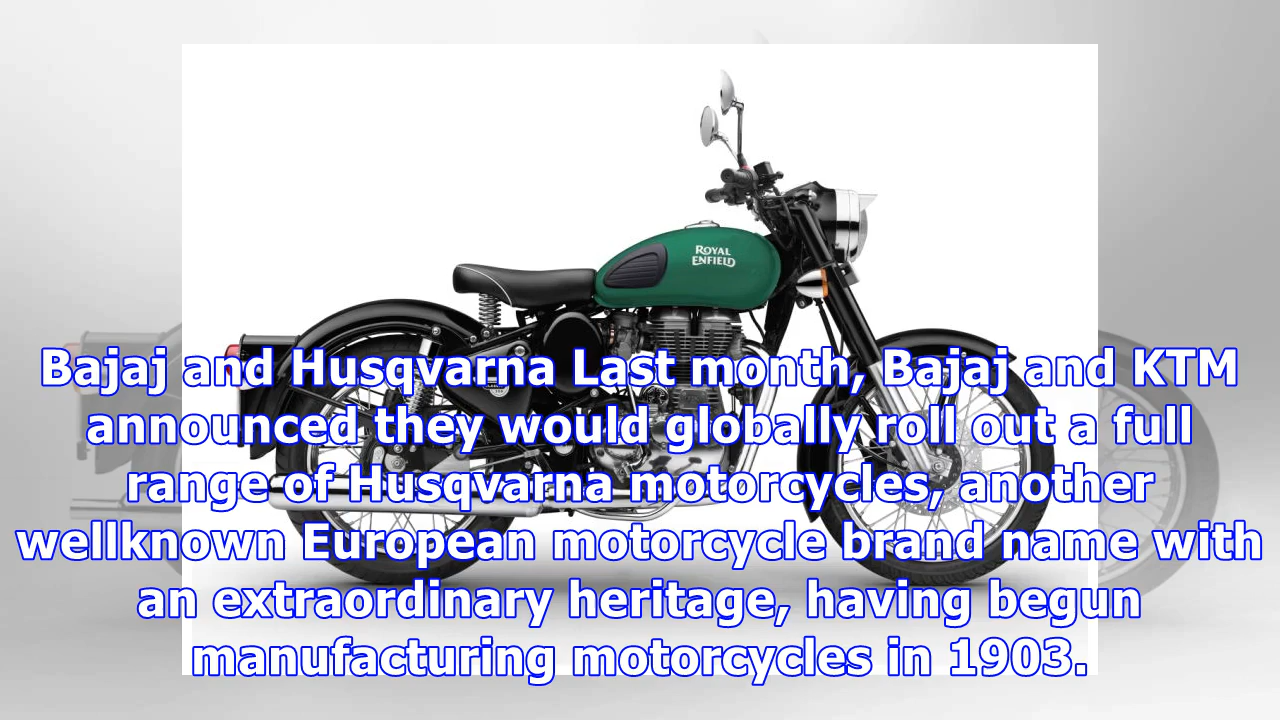 ROYAL
ENFIELD
Bajaj and Husqvarna Last month, Bajaj and KTM
announced they would globally roll out a full
range of Husqvarna motorcycles, another
wellknown European motorcycle brand name with
an extraordinary heritage, having begun
manufacturing motorcycles in 1903.